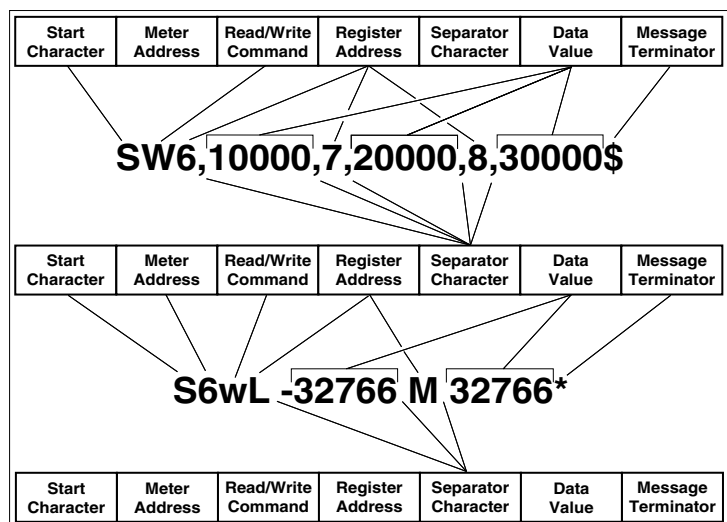 Start Meter Read/Write Register Separator Data Message
Character Address Command Address Character Value Terminator
SW6,10000,7,20000,8,30000$
Start Meter Read/Write Register Separator Data Message
Character Address Command Address Character Value Terminator
S6wL -32766 M 32766*
Start Meter Read/Write Register Separator Data Message
Character Address Command Address Character Value Terminator